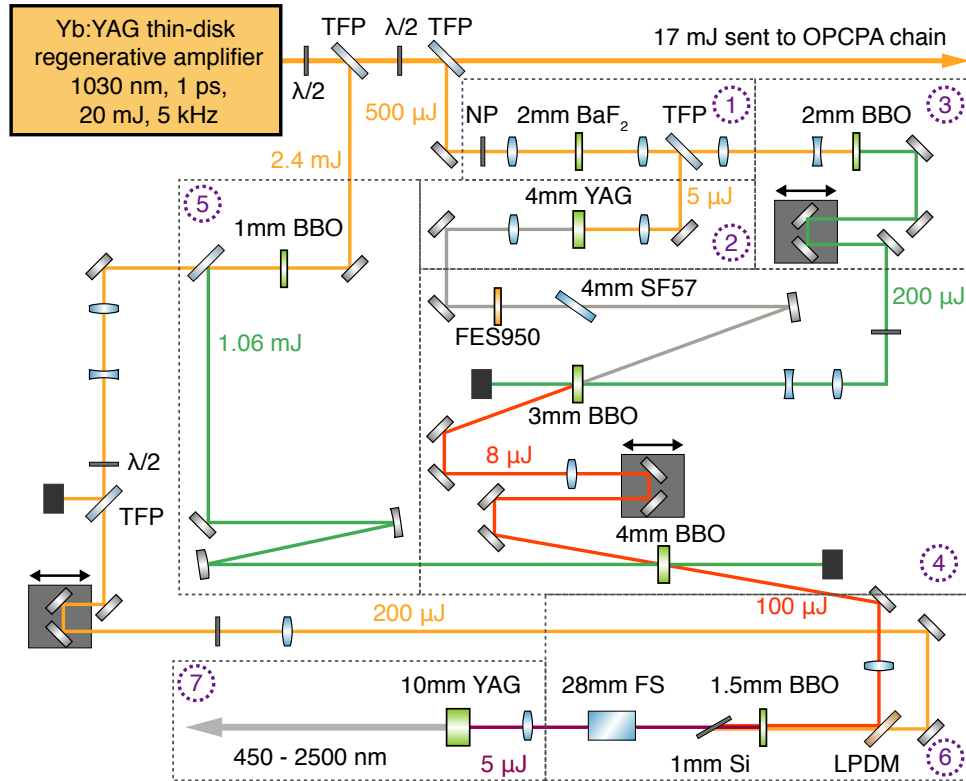 Yb:YAG thin-disk
regenerative amplifier
1030 nm, 1 ps,
20 mJ, 5 kHz
λ/2
TFP
λ/2
TFP
17 mJ sent to OPCPA chain
500 µJ
2.4 mJ
NP
2mm BaF₂
TFP
1
2mm BBO
3
5
1mm BBO
4mm YAG
5 µJ
2
4mm SF57
200 µJ
FES950
1.06 mJ
3mm BBO
8 µJ
λ/2
TFP
4mm BBO
4
100 µJ
200 µJ
7
10mm YAG
28mm FS
1.5mm BBO
450 - 2500 nm
5 µJ
1mm Si
LPDM
6